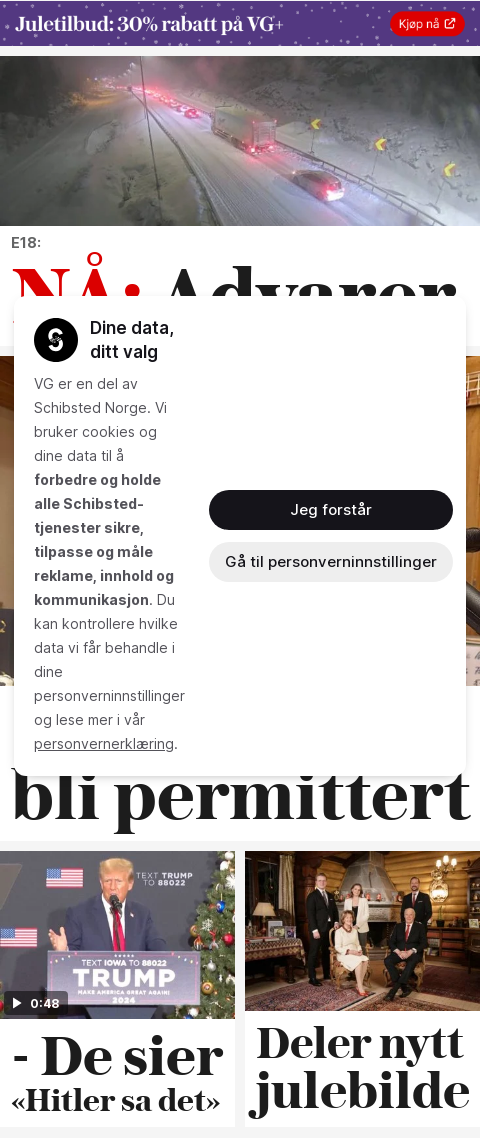 Juletilbud: 30% rabatt på VG+
Kjøp nå
E18:
NÅ: Advarer
Dine data,
ditt valg
VG er en del av
Schibsted Norge. Vi
bruker cookies og
dine data til å
forbedre og holde
alle Schibsted-
tjenester sikre,
tilpasse og måle
reklame, innhold og
kommunikasjon. Du
kan kontrollere hvilke
data vi får behandle i
dine
personverninnstillinger
og lese mer i vår
personvernerklæring.
Jeg forstår
Gå til personverninnstillinger
bli permittert
TEXT TRUMP
TO 88022
TEXT IOWA TO 88022
TRUMP
MAKE AMERICA GREAT AGAIN!
2024
0:48
- De sier
«Hitler sa det»
Deler nytt
julebilde